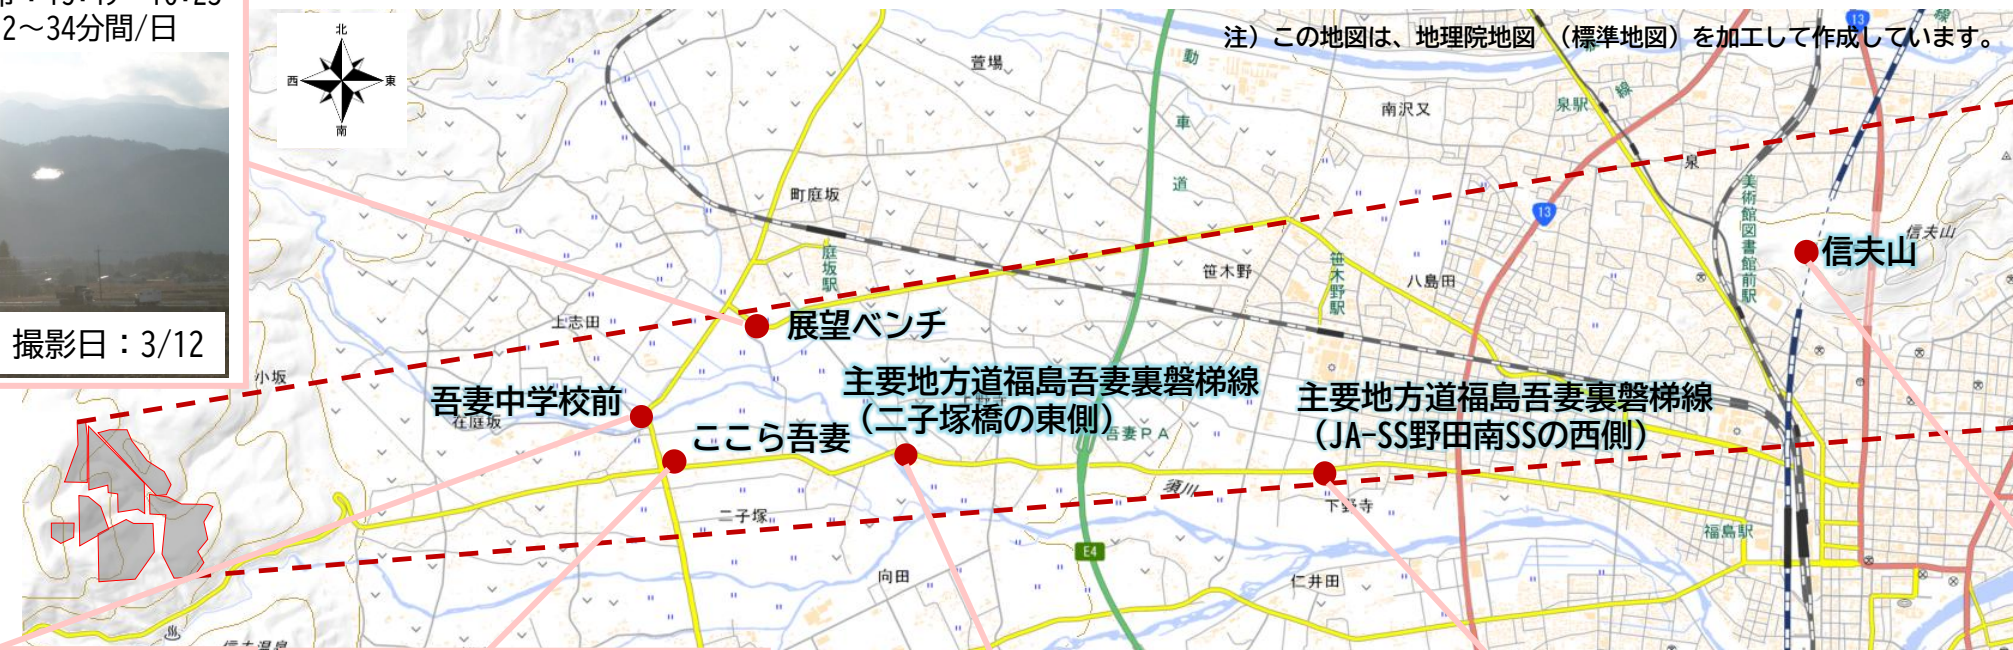 2～34分間/日
撮影日：3/12
北
西
東
南
注）この地図は、地理院地図　（標準地図）を加工して作成しています。
13
萱場
動
車
道
南沢又
泉駅
線
線
泉
美術館図書館前駅
信夫山
信夫山
町庭坂
庭坂駅
13
笹木野
笹木野駅
八島田
上志田
展望ベンチ
小坂
吾妻中学校前
在庭坂
主要地方道福島吾妻裏磐梯線
（二子塚橋の東側）
主要地方道福島吾妻裏磐梯線
（JA-SS野田南SSの西側）
ここら吾妻
吾妻PA
須川
二子塚
下野寺
福島駅
E4
向田
仁井田